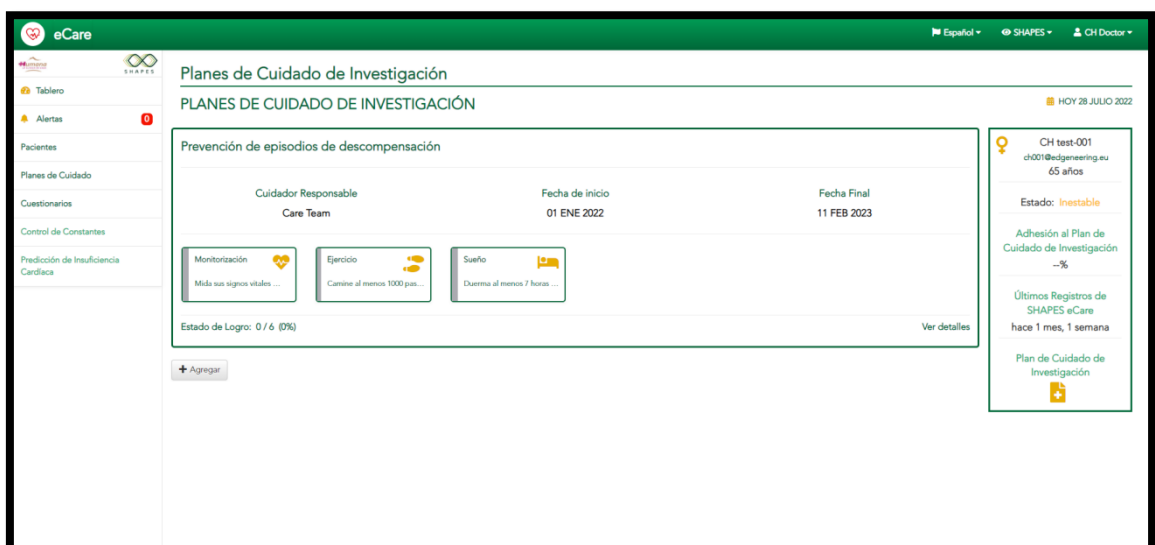 eCare
Español
SHAPES
CH Doctor
SHAPES
Tablero
Alertas
0
Pacientes
Planes de Cuidado
Cuestionarios
Control de Constantes
Predicción de Insuficiencia
Cardíaca
Planes de Cuidado de Investigación
PLANES DE CUIDADO DE INVESTIGACIÓN
HOY 28 JULIO 2022
Prevención de episodios de descompensación
Cuidador Responsable
Care Team
Fecha de inicio
01 ENE 2022
Fecha Final
11 FEB 2023
Monitorización
Mida sus signos vitales ...
Ejercicio
Camine al menos 1000 pas...
Sueño
Duerma al menos 7 horas ...
Estado de Logro: 0 / 6 (0%)
Ver detalles
+ Agregar
CH test-001
ch001@edgeneering.eu
65 años
Estado: Inestable
Adhesión al Plan de
Cuidado de Investigación
--%
Últimos Registros de
SHAPES eCare
hace 1 mes, 1 semana
Plan de Cuidado de
Investigación